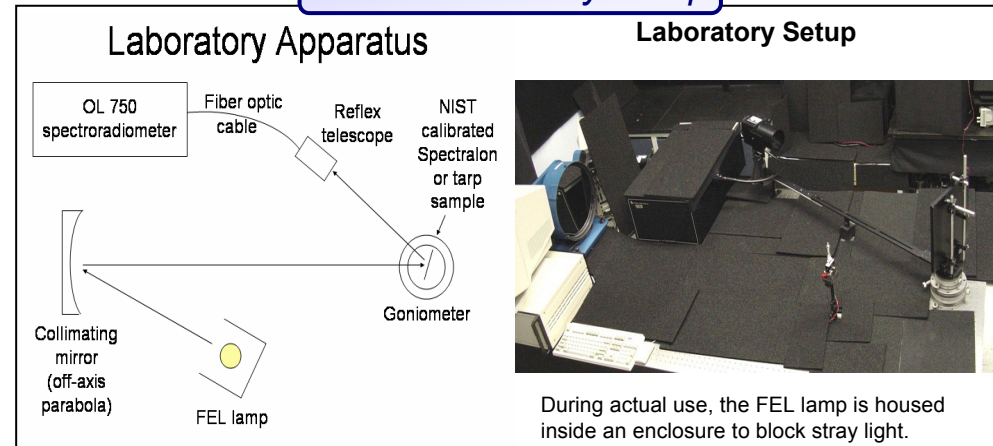 Laboratory Apparatus
OL 750
spectroradiometer
Fiber optic
cable
Reflex
telescope
NIST
calibrated
Spectralon
or tarp
sample
Goniometer
Collimating
mirror
(off-axis
parabola)
FEL lamp
Laboratory Setup
During actual use, the FEL lamp is housed
inside an enclosure to block stray light.